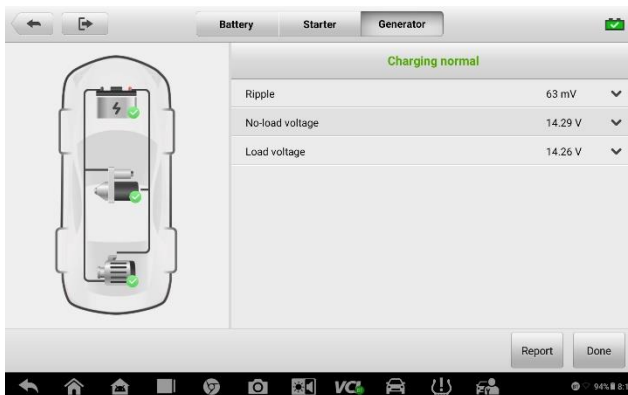 Battery Starter Generator
Charging normal
Ripple 63 mV
No-load voltage 14.29 V
Load voltage 14.26 V
Report Done
VCI 94%